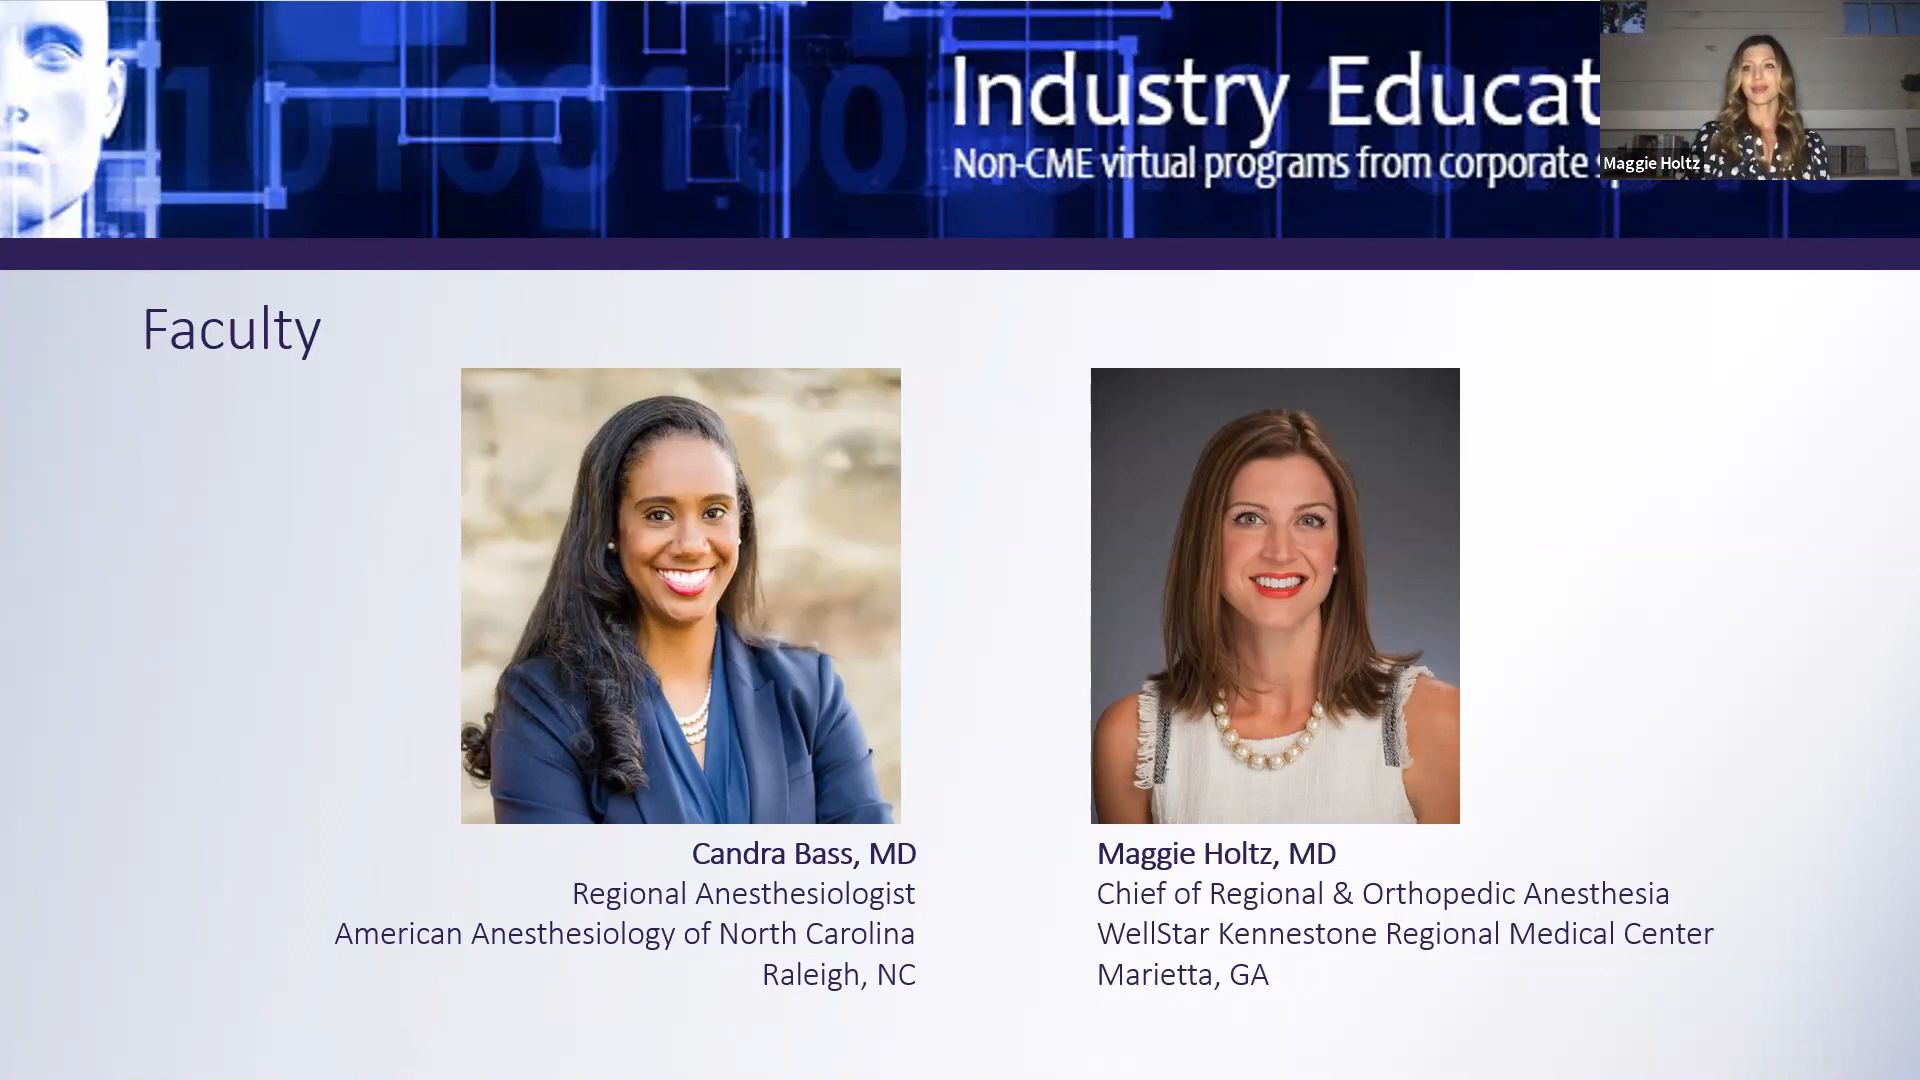 Industry Educat
Non-CME virtual programs from corporate
Maggie Holtz
Faculty
Candra Bass, MD
Regional Anesthesiologist
American Anesthesiology of North Carolina
Raleigh, NC
Maggie Holtz, MD
Chief of Regional & Orthopedic Anesthesia
WellStar Kennestone Regional Medical Center
Marietta, GA